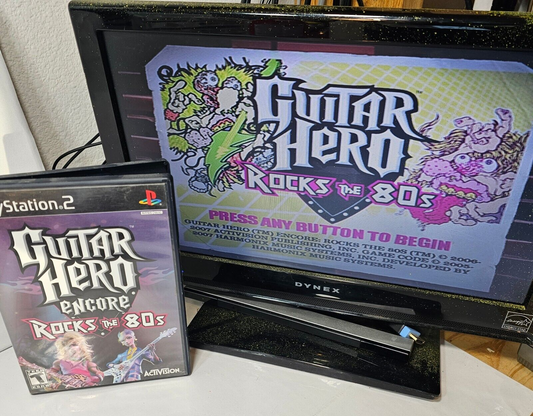 PlayStation 2
GUITAR
HERO
ENCORE
ROCKS THE 80s
T
ACTIVISION
GUITAR
HERO
ROCKS THE 80s
PRESS ANY BUTTON TO BEGIN
GUITAR HERO (TM) ENCORE: ROCKS THE 80S (TM) © 2006-
2007 ACTIVISION PUBLISHING, INC. GAME CODE © 2005-
2007 HARMONIX MUSIC SYSTEMS, INC. DEVELOPED BY
HARMONIX MUSIC SYSTEMS.
DYNEX